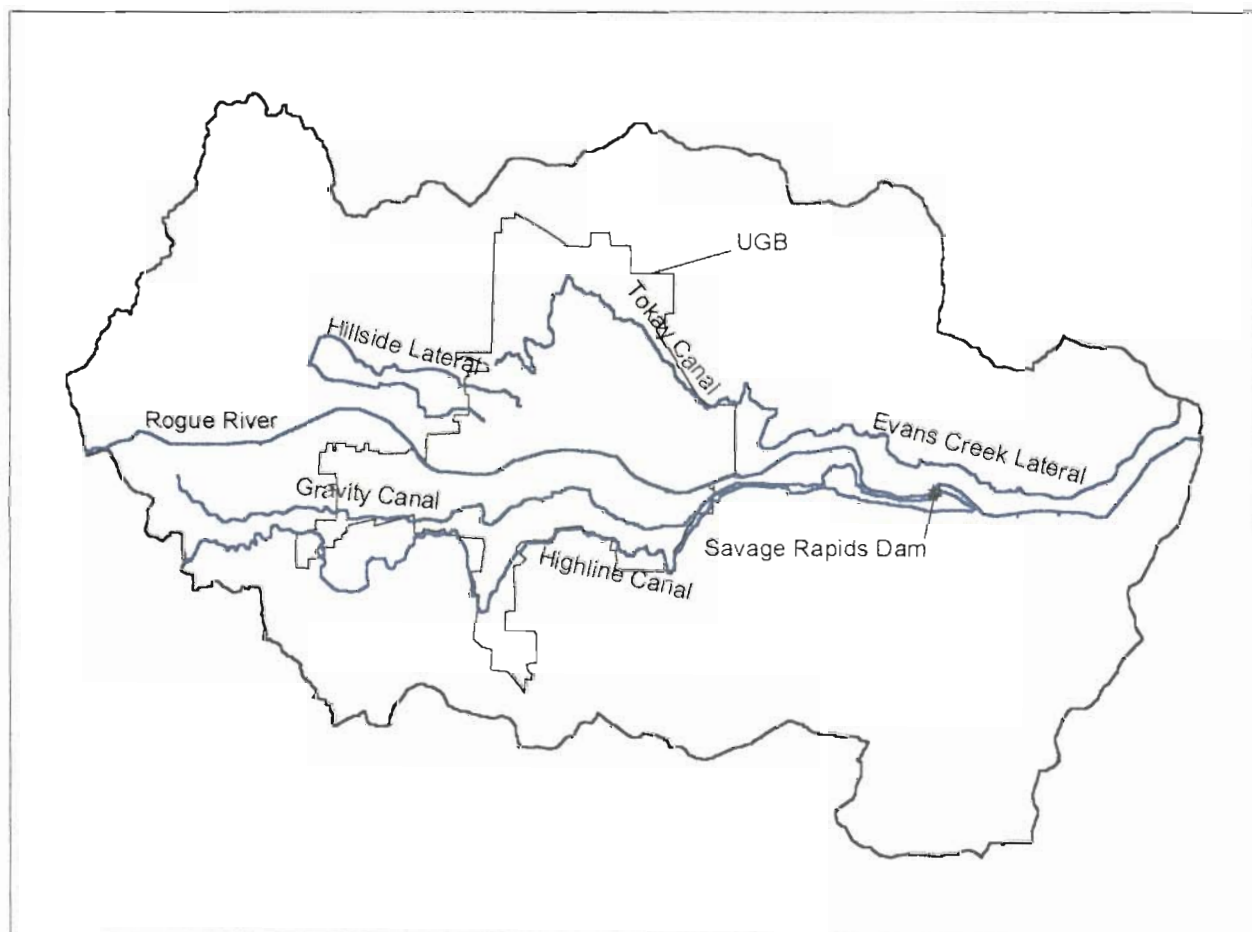 UGB
Tokay Canal
Hillside Lateral
Rogue River
Evans Creek Lateral
Gravity Canal
Savage Rapids Dam
Highline Canal